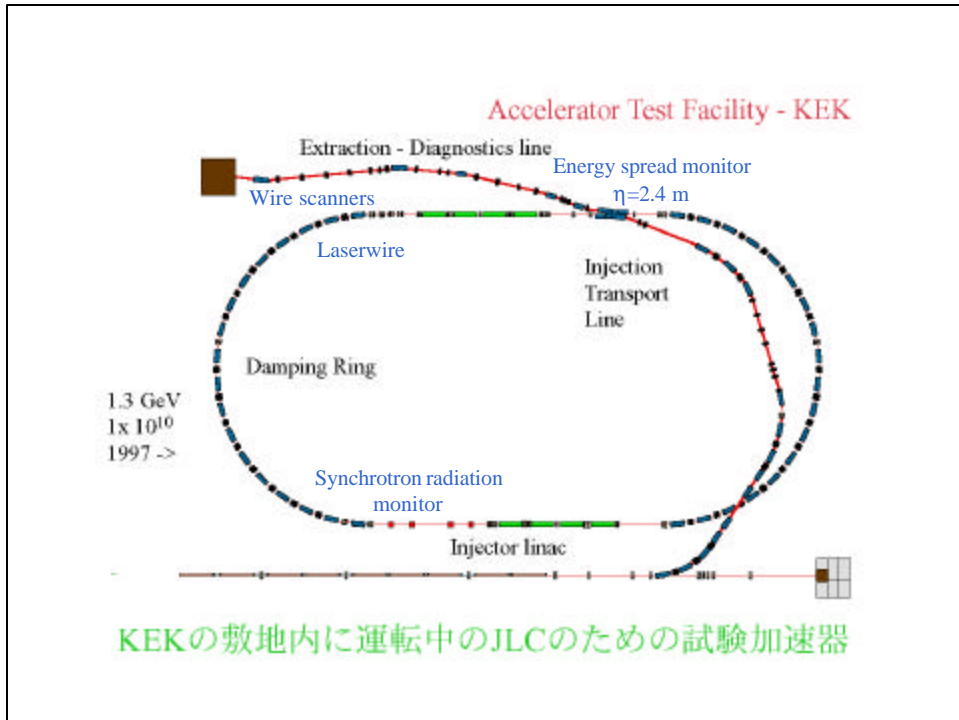 Accelerator Test Facility - KEK
Extraction - Diagnostics line
Energy spread monitor
η=2.4 m
Wire scanners
Laserwire
Injection
Transport
Line
Damping Ring
1.3 GeV
1x 10¹⁰
1997 ->
Synchrotron radiation
monitor
Injector linac
KEKの敷地内に運転中のJLCのための試験加速器